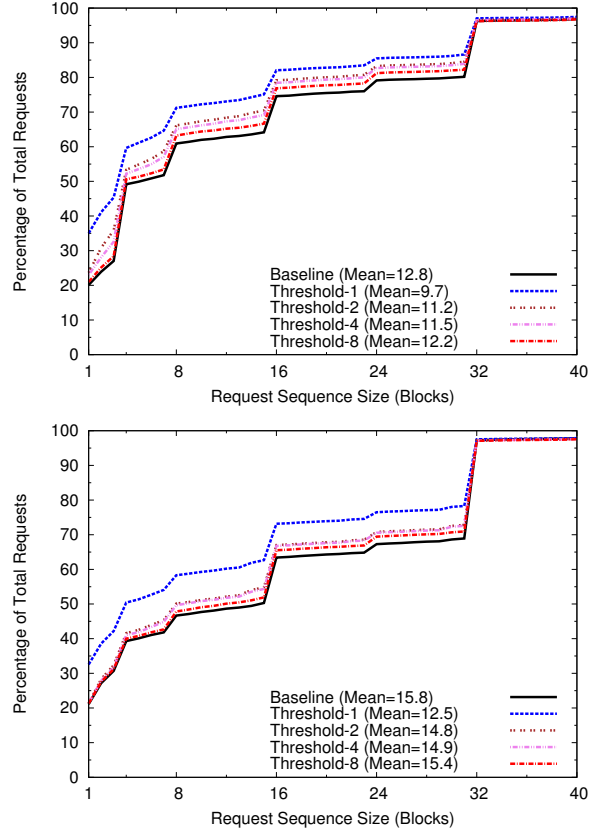 100
90
80
70
60
50
40
30
20
10
0
Percentage of Total Requests
Baseline (Mean=12.8)
Threshold-1 (Mean=9.7)
Threshold-2 (Mean=11.2)
Threshold-4 (Mean=11.5)
Threshold-8 (Mean=12.2)
1 8 16 24 32 40
Request Sequence Size (Blocks)
100
90
80
70
60
50
40
30
20
10
0
Percentage of Total Requests
Baseline (Mean=15.8)
Threshold-1 (Mean=12.5)
Threshold-2 (Mean=14.8)
Threshold-4 (Mean=14.9)
Threshold-8 (Mean=15.4)
1 8 16 24 32 40
Request Sequence Size (Blocks)